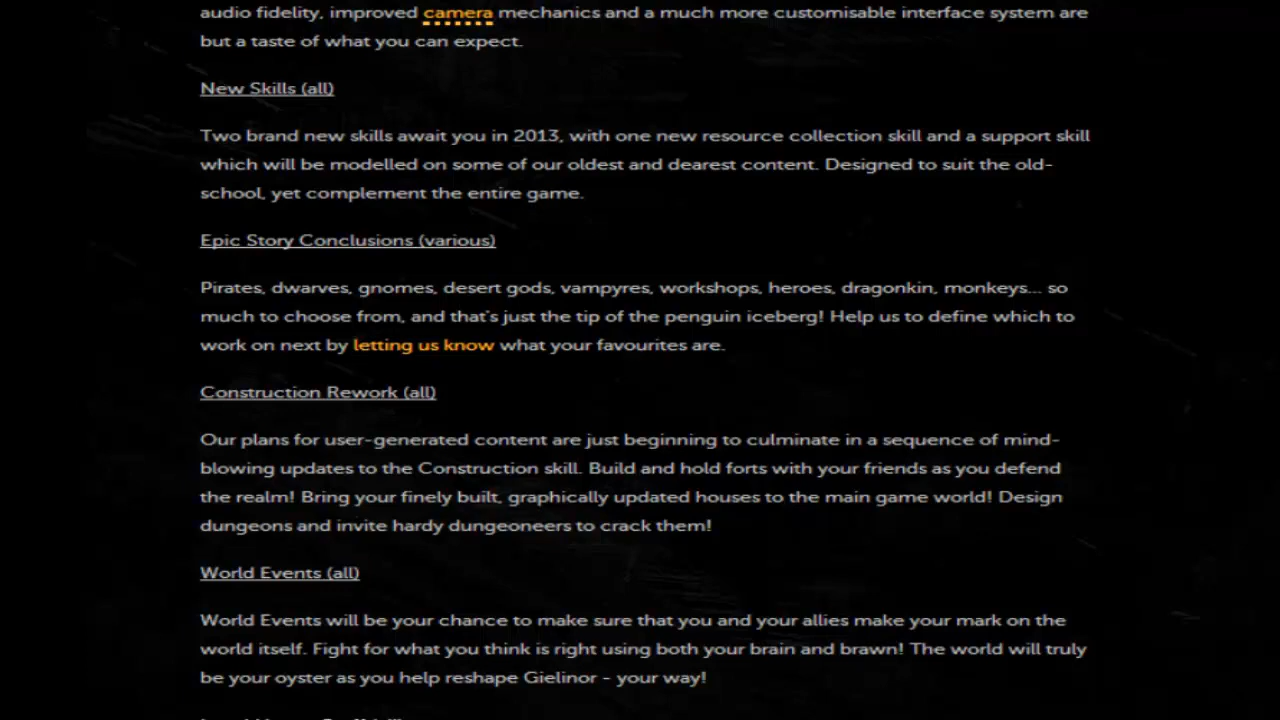 audio fidelity, improved camera mechanics and a much more customisable interface system are
but a taste of what you can expect.
New Skills (all)
Two brand new skills await you in 2013, with one new resource collection skill and a support skill
which will be modelled on some of our oldest and dearest content. Designed to suit the old-
school, yet complement the entire game.
Epic Story Conclusions (various)
Pirates, dwarves, gnomes, desert gods, vampyres, workshops, heroes, dragonkin, monkeys... so
much to choose from, and that's just the tip of the penguin iceberg! Help us to define which to
work on next by letting us know what your favourites are.
Construction Rework (all)
Our plans for user-generated content are just beginning to culminate in a sequence of mind-
blowing updates to the Construction skill. Build and hold forts with your friends as you defend
the realm! Bring your finely built, graphically updated houses to the main game world! Design
dungeons and invite hardy dungeoneers to crack them!
World Events (all)
World Events will be your chance to make sure that you and your allies make your mark on the
world itself. Fight for what you think is right using both your brain and brawn! The world will truly
be your oyster as you help reshape Gielinor - your way!